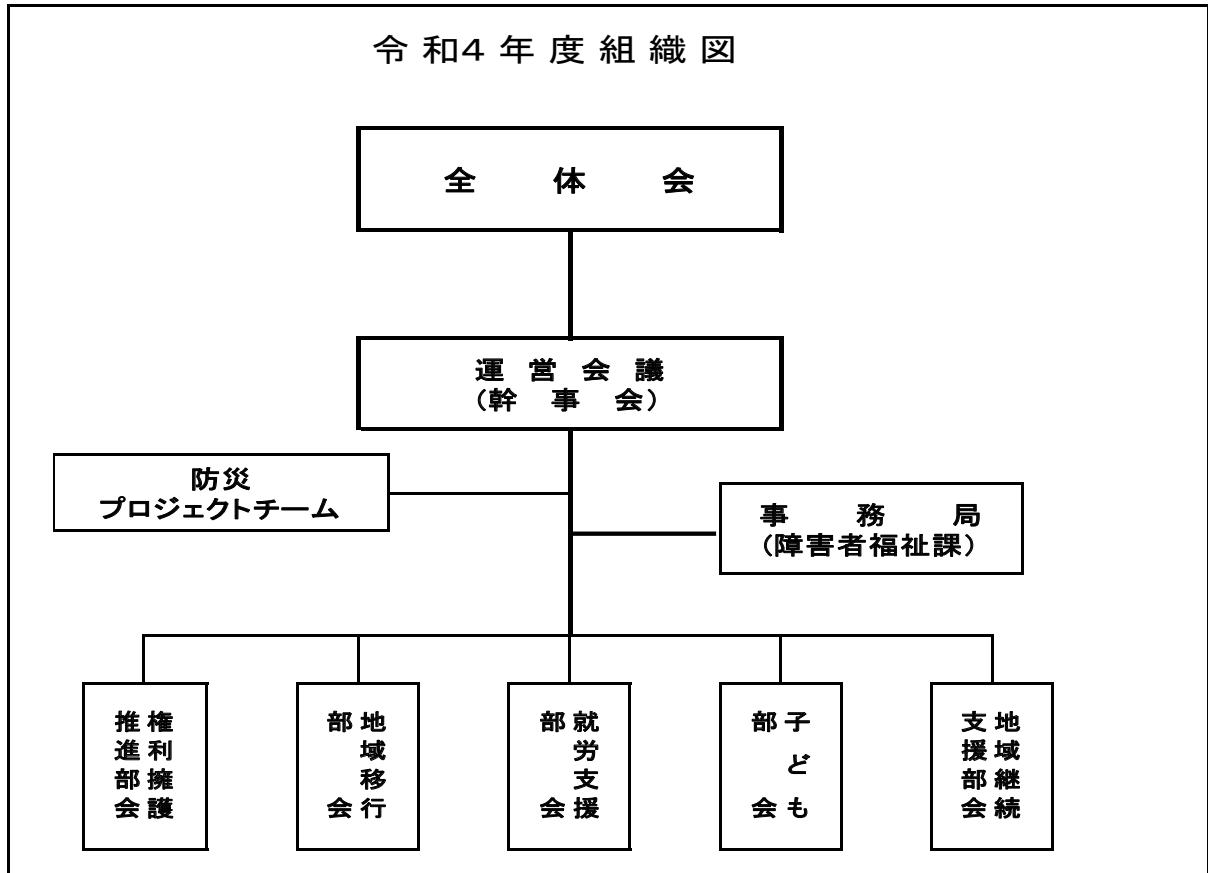 令和4年度組織図
全体会
運営会議
(幹事会)
防災
プロジェクトチーム
事務局
(障害者福祉課)
権利擁護
推進部会
地域移行
部会
就労支援
部会
子ども
部会
地域継続
支援部会